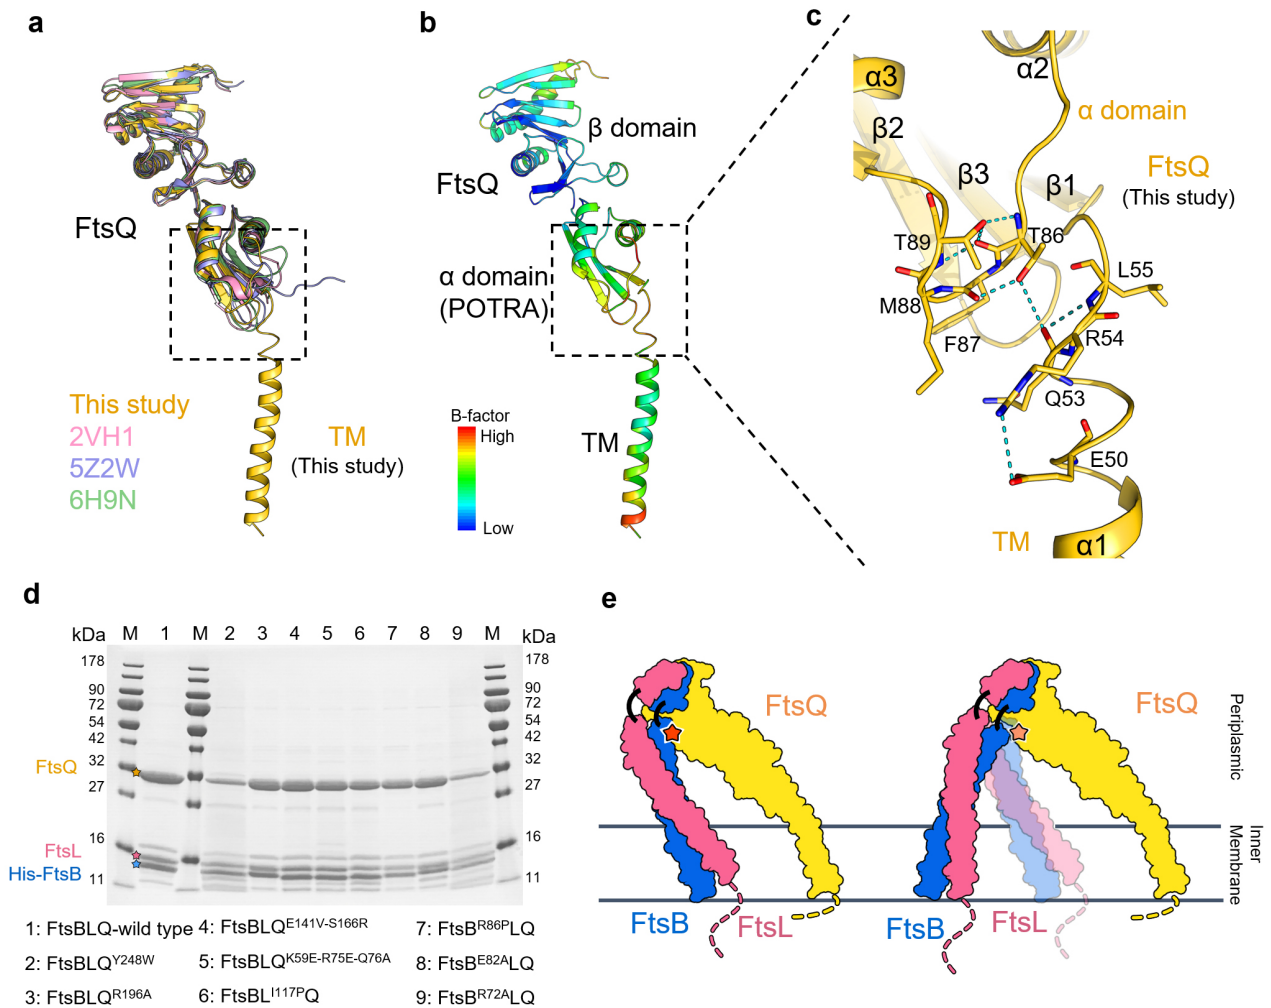 a
FtsQ
This study
2VH1
5Z2W
6H9N
TM
(This study)
b
β domain
FtsQ
α domain
(POTRA)
B-factor
High
Low
TM
c
α3
α2
α domain
β2
FtsQ
β3
β1
(This study)
T89
T86
L55
M88
R54
F87
Q53
E50
TM
α1
d
kDa M 1 M 2 3 4 5 6 7 8 9 M kDa
178 178
90 90
72 72
54 54
42 42
32 32
FtsQ
27 27
16 16
FtsL
His-FtsB
11 11
1: FtsBLQ-wild type
2: FtsBLQY248W
3: FtsBLQR196A
4: FtsBLQE141V-S166R
5: FtsBLQK59E-R75E-Q76A
6: FtsBLI117PQ
7: FtsBR86PLQ
8: FtsBE82ALQ
9: FtsBR72ALQ
e
FtsQ
FtsQ
Periplasmic
Inner
Membrane
FtsB
FtsL
FtsB
FtsL